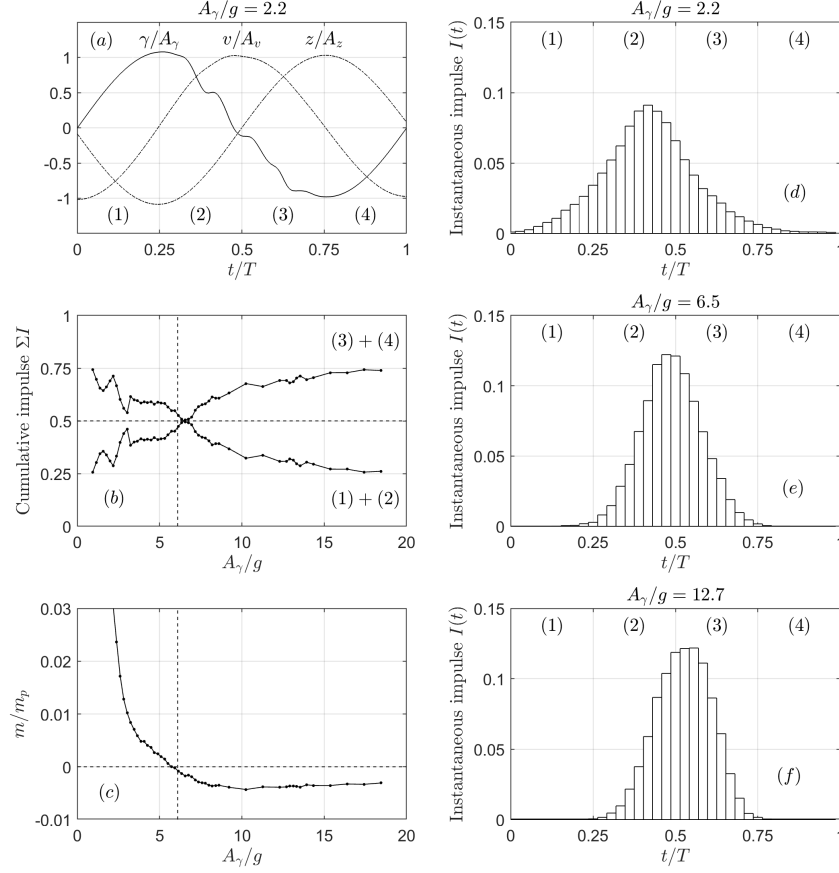 A_γ/g = 2.2
(a) γ/A_γ v/A_v z/A_z
1
0.5
0
-0.5
-1
(1) (2) (3) (4)
0 0.25 0.5 0.75 1
t/T
A_γ/g = 2.2
Instantaneous impulse I(t)
0.15
0.1
0.05
0
(1) (2) (3) (4)
(d)
0 0.25 0.5 0.75 1
t/T
Cumulative impulse ΣI
1
0.75
0.5
0.25
0
(3) + (4)
(b) (1) + (2)
0 5 10 15 20
A_γ/g
A_γ/g = 6.5
Instantaneous impulse I(t)
0.15
0.1
0.05
0
(1) (2) (3) (4)
(e)
0 0.25 0.5 0.75 1
t/T
m/m_p
0.03
0.02
0.01
0
-0.01
(c)
0 5 10 15 20
A_γ/g
A_γ/g = 12.7
Instantaneous impulse I(t)
0.15
0.1
0.05
0
(1) (2) (3) (4)
(f)
0 0.25 0.5 0.75 1
t/T